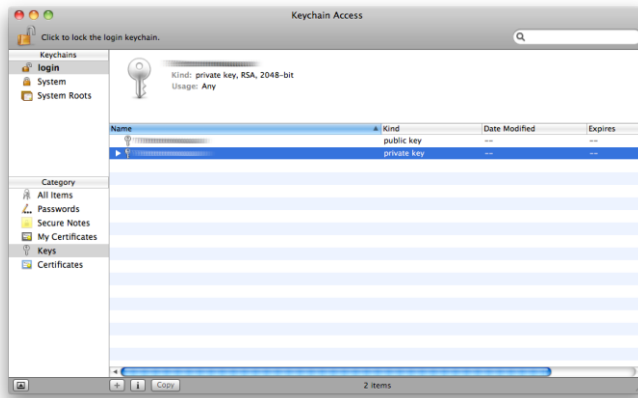 Keychain Access
Click to lock the login keychain.
Keychains
login
System
System Roots
Kind: private key, RSA, 2048-bit
Usage: Any
Name Kind Date Modified Expires
public key -- --
private key -- --
Category
All Items
Passwords
Secure Notes
My Certificates
Keys
Certificates
+ i Copy 2 items